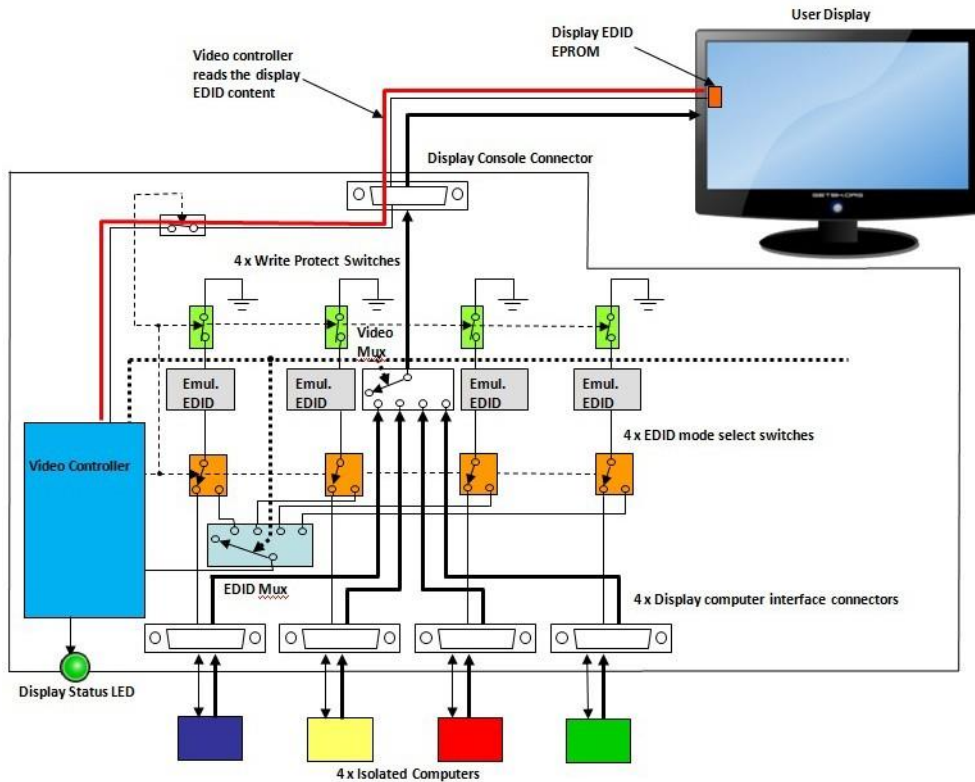 User Display
Display EDID
EPROM
Video controller
reads the display
EDID content
Display Console Connector
4 x Write Protect Switches
Video
Mux
Emul.
EDID
Emul.
EDID
Emul.
EDID
Emul.
EDID
4 x EDID mode select switches
Video Controller
EDID Mux
4 x Display computer interface connectors
Display Status LED
4 x Isolated Computers